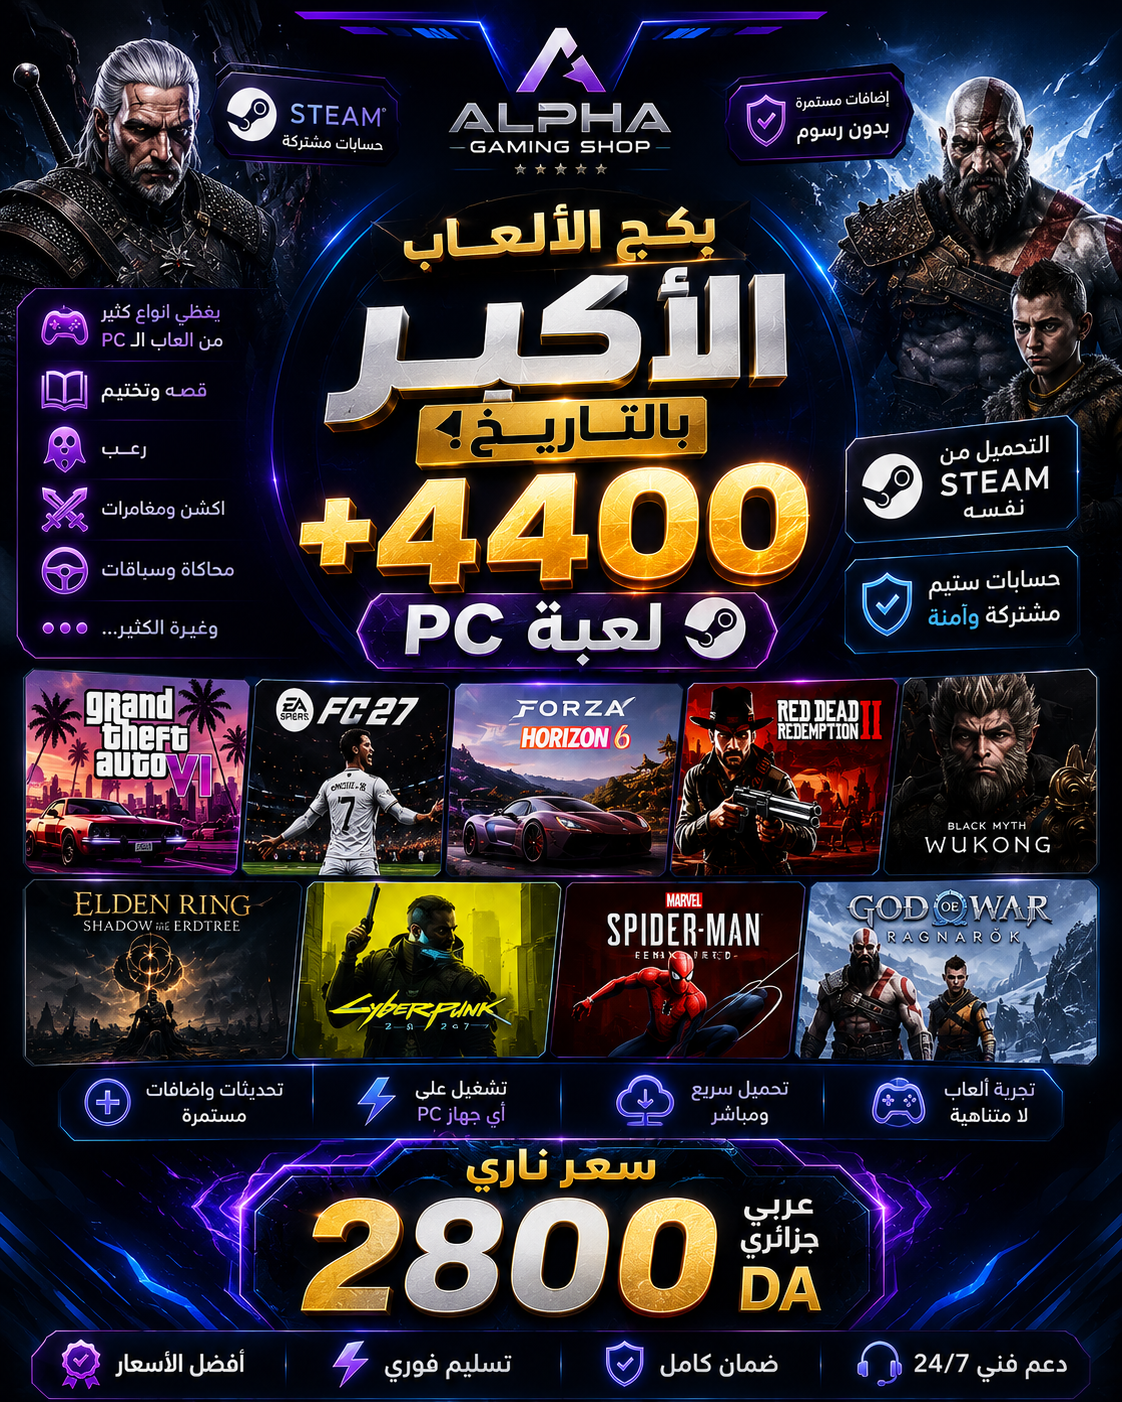 STEAM
حسابات مشتركة
ALPHA
GAMING SHOP
إضافات مستمرة
بدون رسوم
بكج الألعاب
الأكبر
بالتاريخ!
+4400
لعبة PC
يغظي انواع كثير
من العاب الـ PC
قصه وتختيم
رعب
اكشن ومغامرات
محاكاة وسباقات
وغيرة الكثير...
التحميل من
STEAM
نفسه
حسابات ستيم
مشتركة وآمنة
grand
theft
auto VI
EA
SPORTS
FC 27
7
FORZA
HORIZON 6
RED DEAD
REDEMPTION II
BLACK MYTH
WUKONG
ELDEN RING
SHADOW OF THE ERDTREE
CYBERPUNK
MARVEL
SPIDER-MAN
GOD OF WAR
RAGNARÖK
تجربة ألعاب
لا متناهية
تحميل سريع
ومباشر
تشغيل على
أي جهاز PC
تحديثات واضافات
مستمرة
سعر ناري
2800
عربي
جزائري
DA
دعم فني 24/7
ضمان كامل
تسليم فوري
أفضل الأسعار